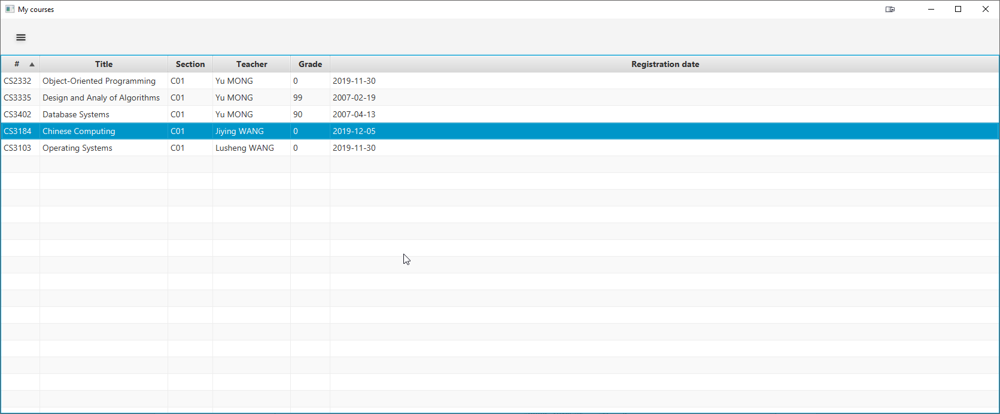 My courses
# Title Section Teacher Grade Registration date
CS2332 Object-Oriented Programming C01 Yu MONG 0 2019-11-30
CS3335 Design and Analy of Algorithms C01 Yu MONG 99 2007-02-19
CS3402 Database Systems C01 Yu MONG 90 2007-04-13
CS3184 Chinese Computing C01 Jiying WANG 0 2019-12-05
CS3103 Operating Systems C01 Lusheng WANG 0 2019-11-30